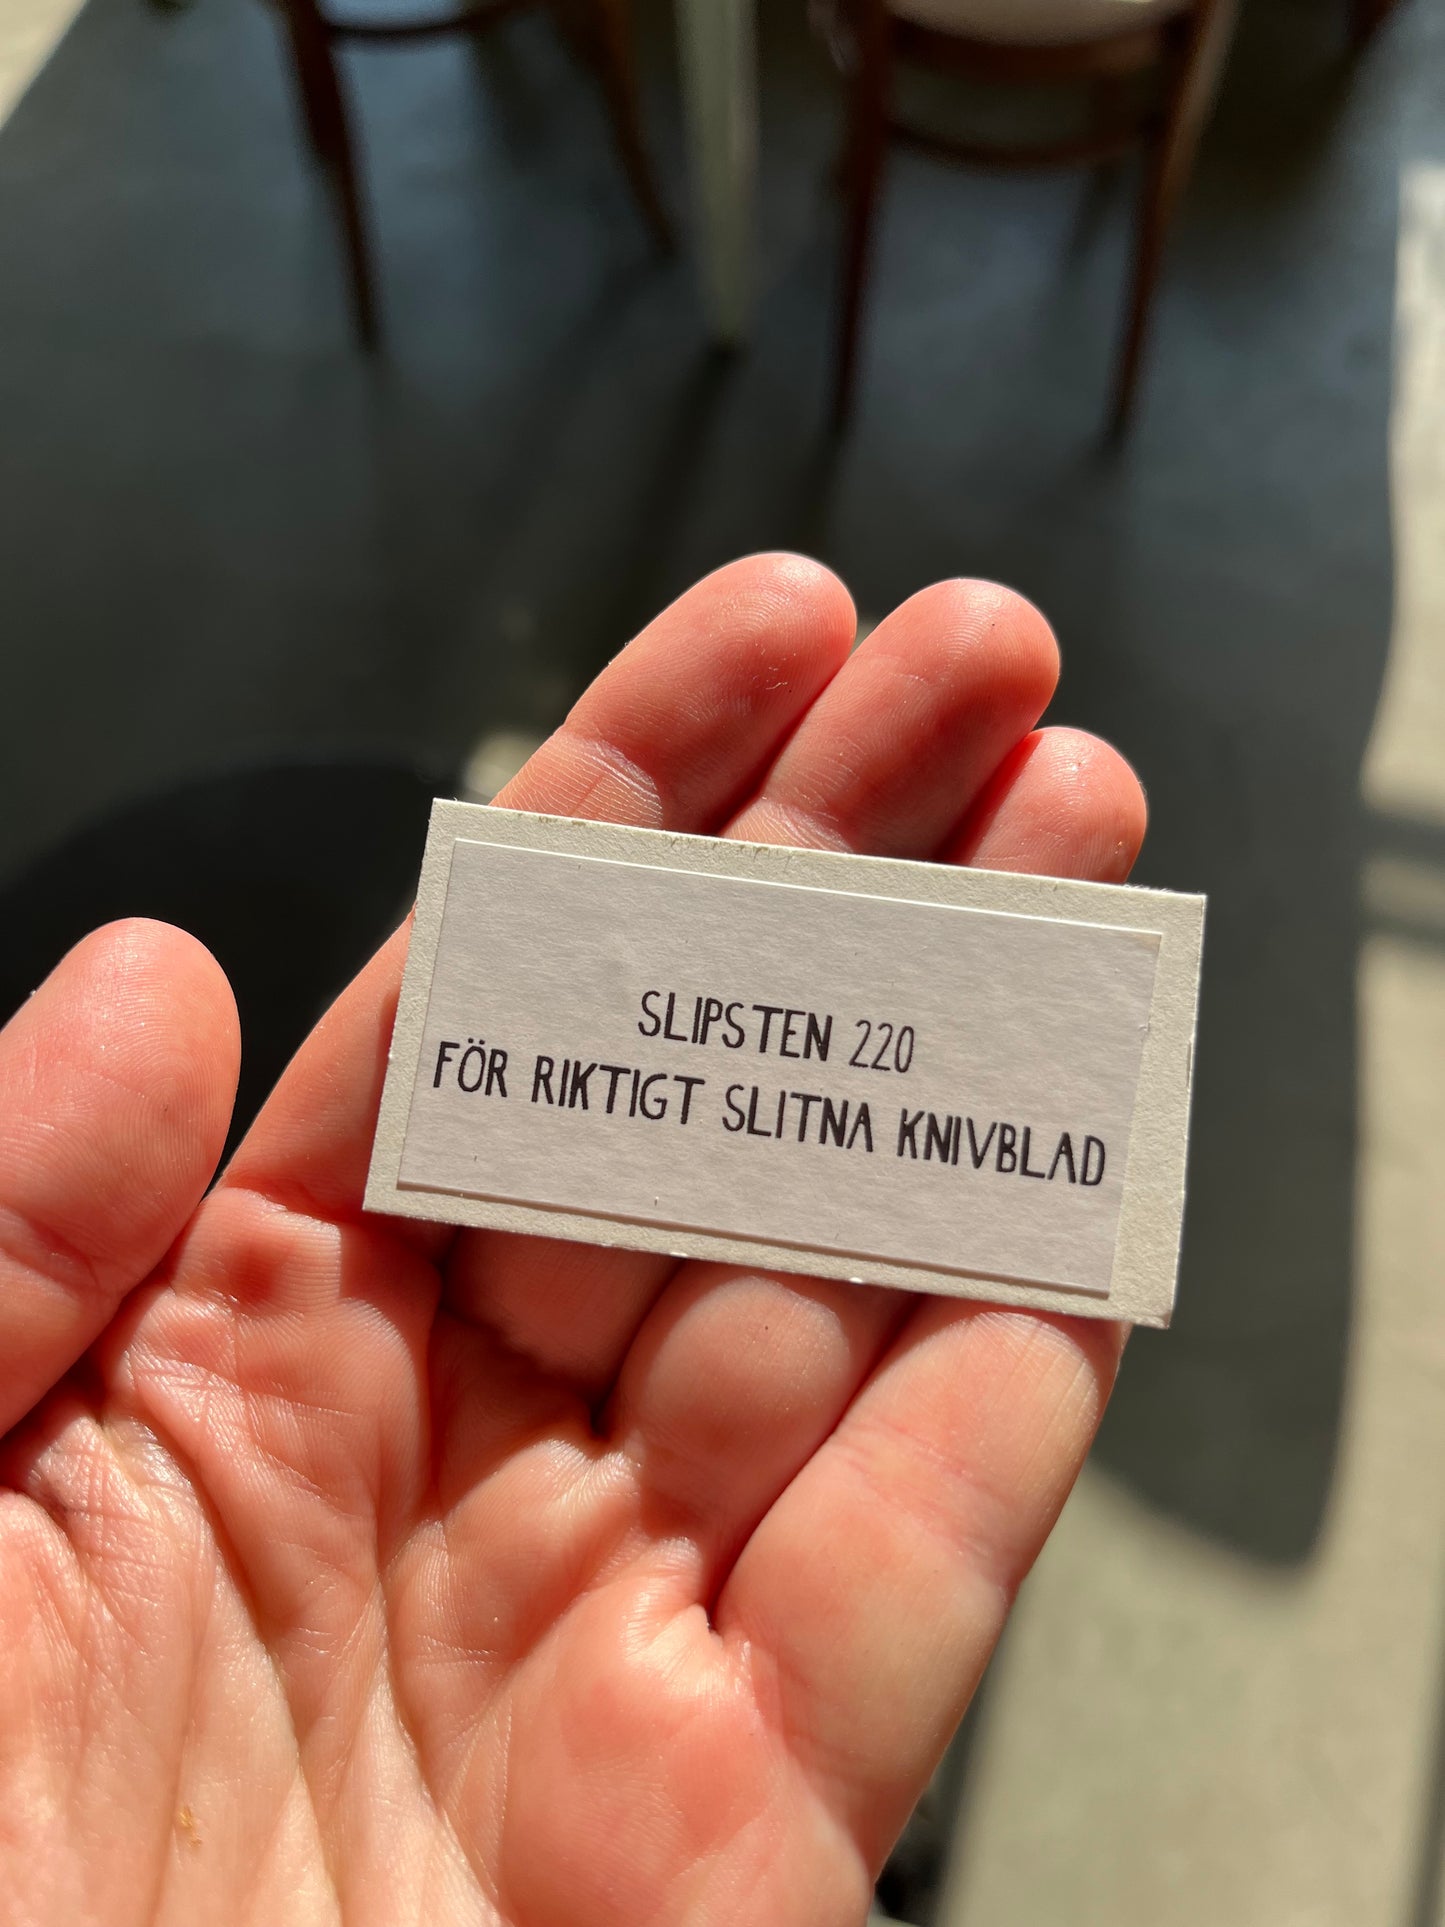 SLIPSTEN 220
FÖR RIKTIGT SLITNA KNIVBLAD